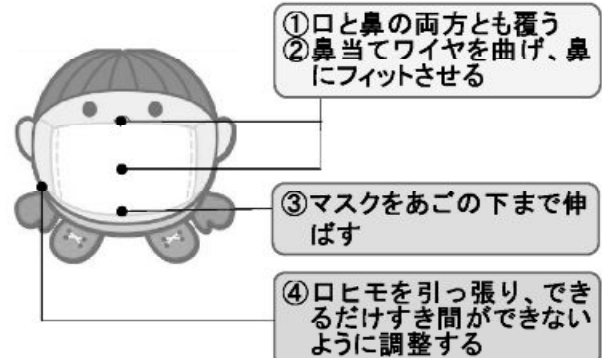 ①口と鼻の両方とも覆う
②鼻当てワイヤを曲げ、鼻
にフィットさせる
③マスクをあごの下まで伸
ばす
④ロヒモを引っ張り、でき
るだけすき間ができない
ように調整する